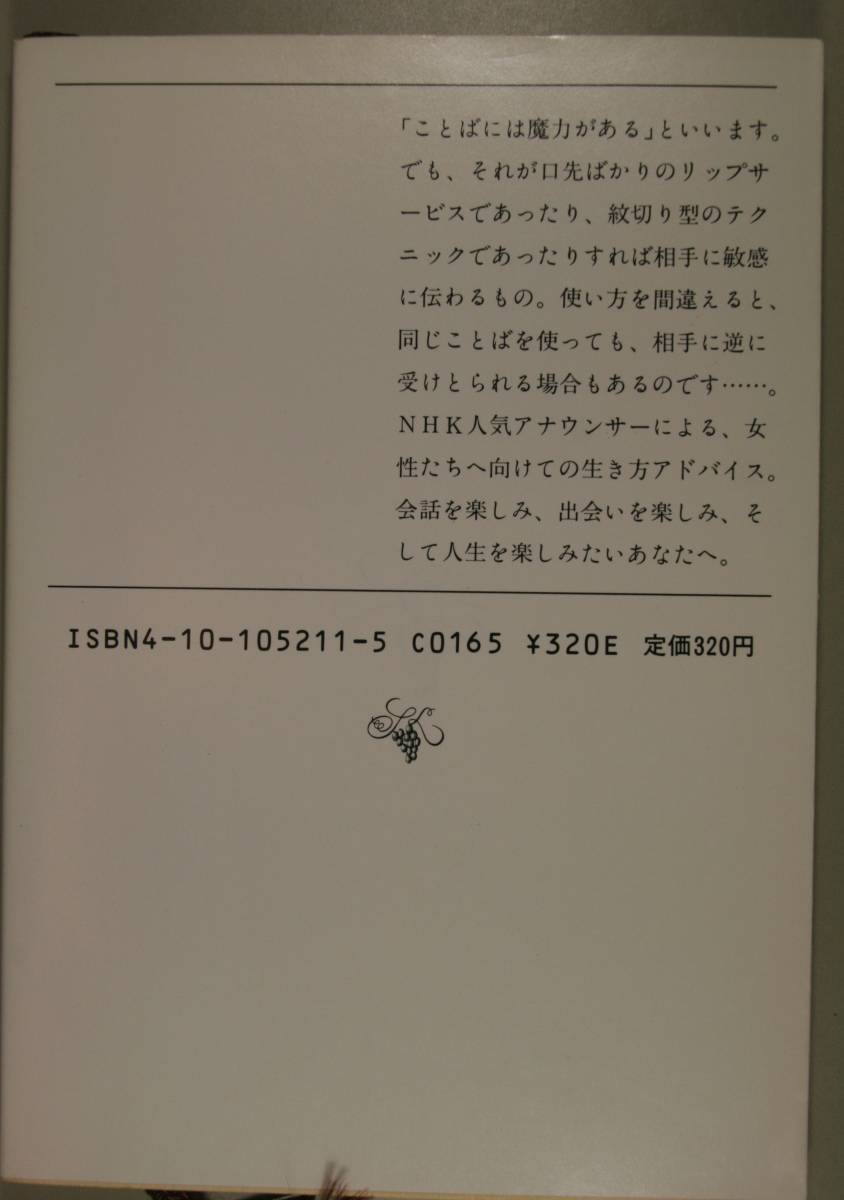 「ことばには魔力がある」といいます。
でも、それが口先ばかりのリップサ
ービスであったり、紋切り型のテク
ニックであったりすれば相手に敏感
に伝わるもの。使い方を間違えると、
同じことばを使っても、相手に逆に
受けとられる場合もあるのです……。
NHK人気アナウンサーによる、女
性たちへ向けての生き方アドバイス。
会話を楽しみ、出会いを楽しみ、そ
して人生を楽しみたいあなたへ。
ISBN4-10-105211-5 C0165 ¥320E 定価320円